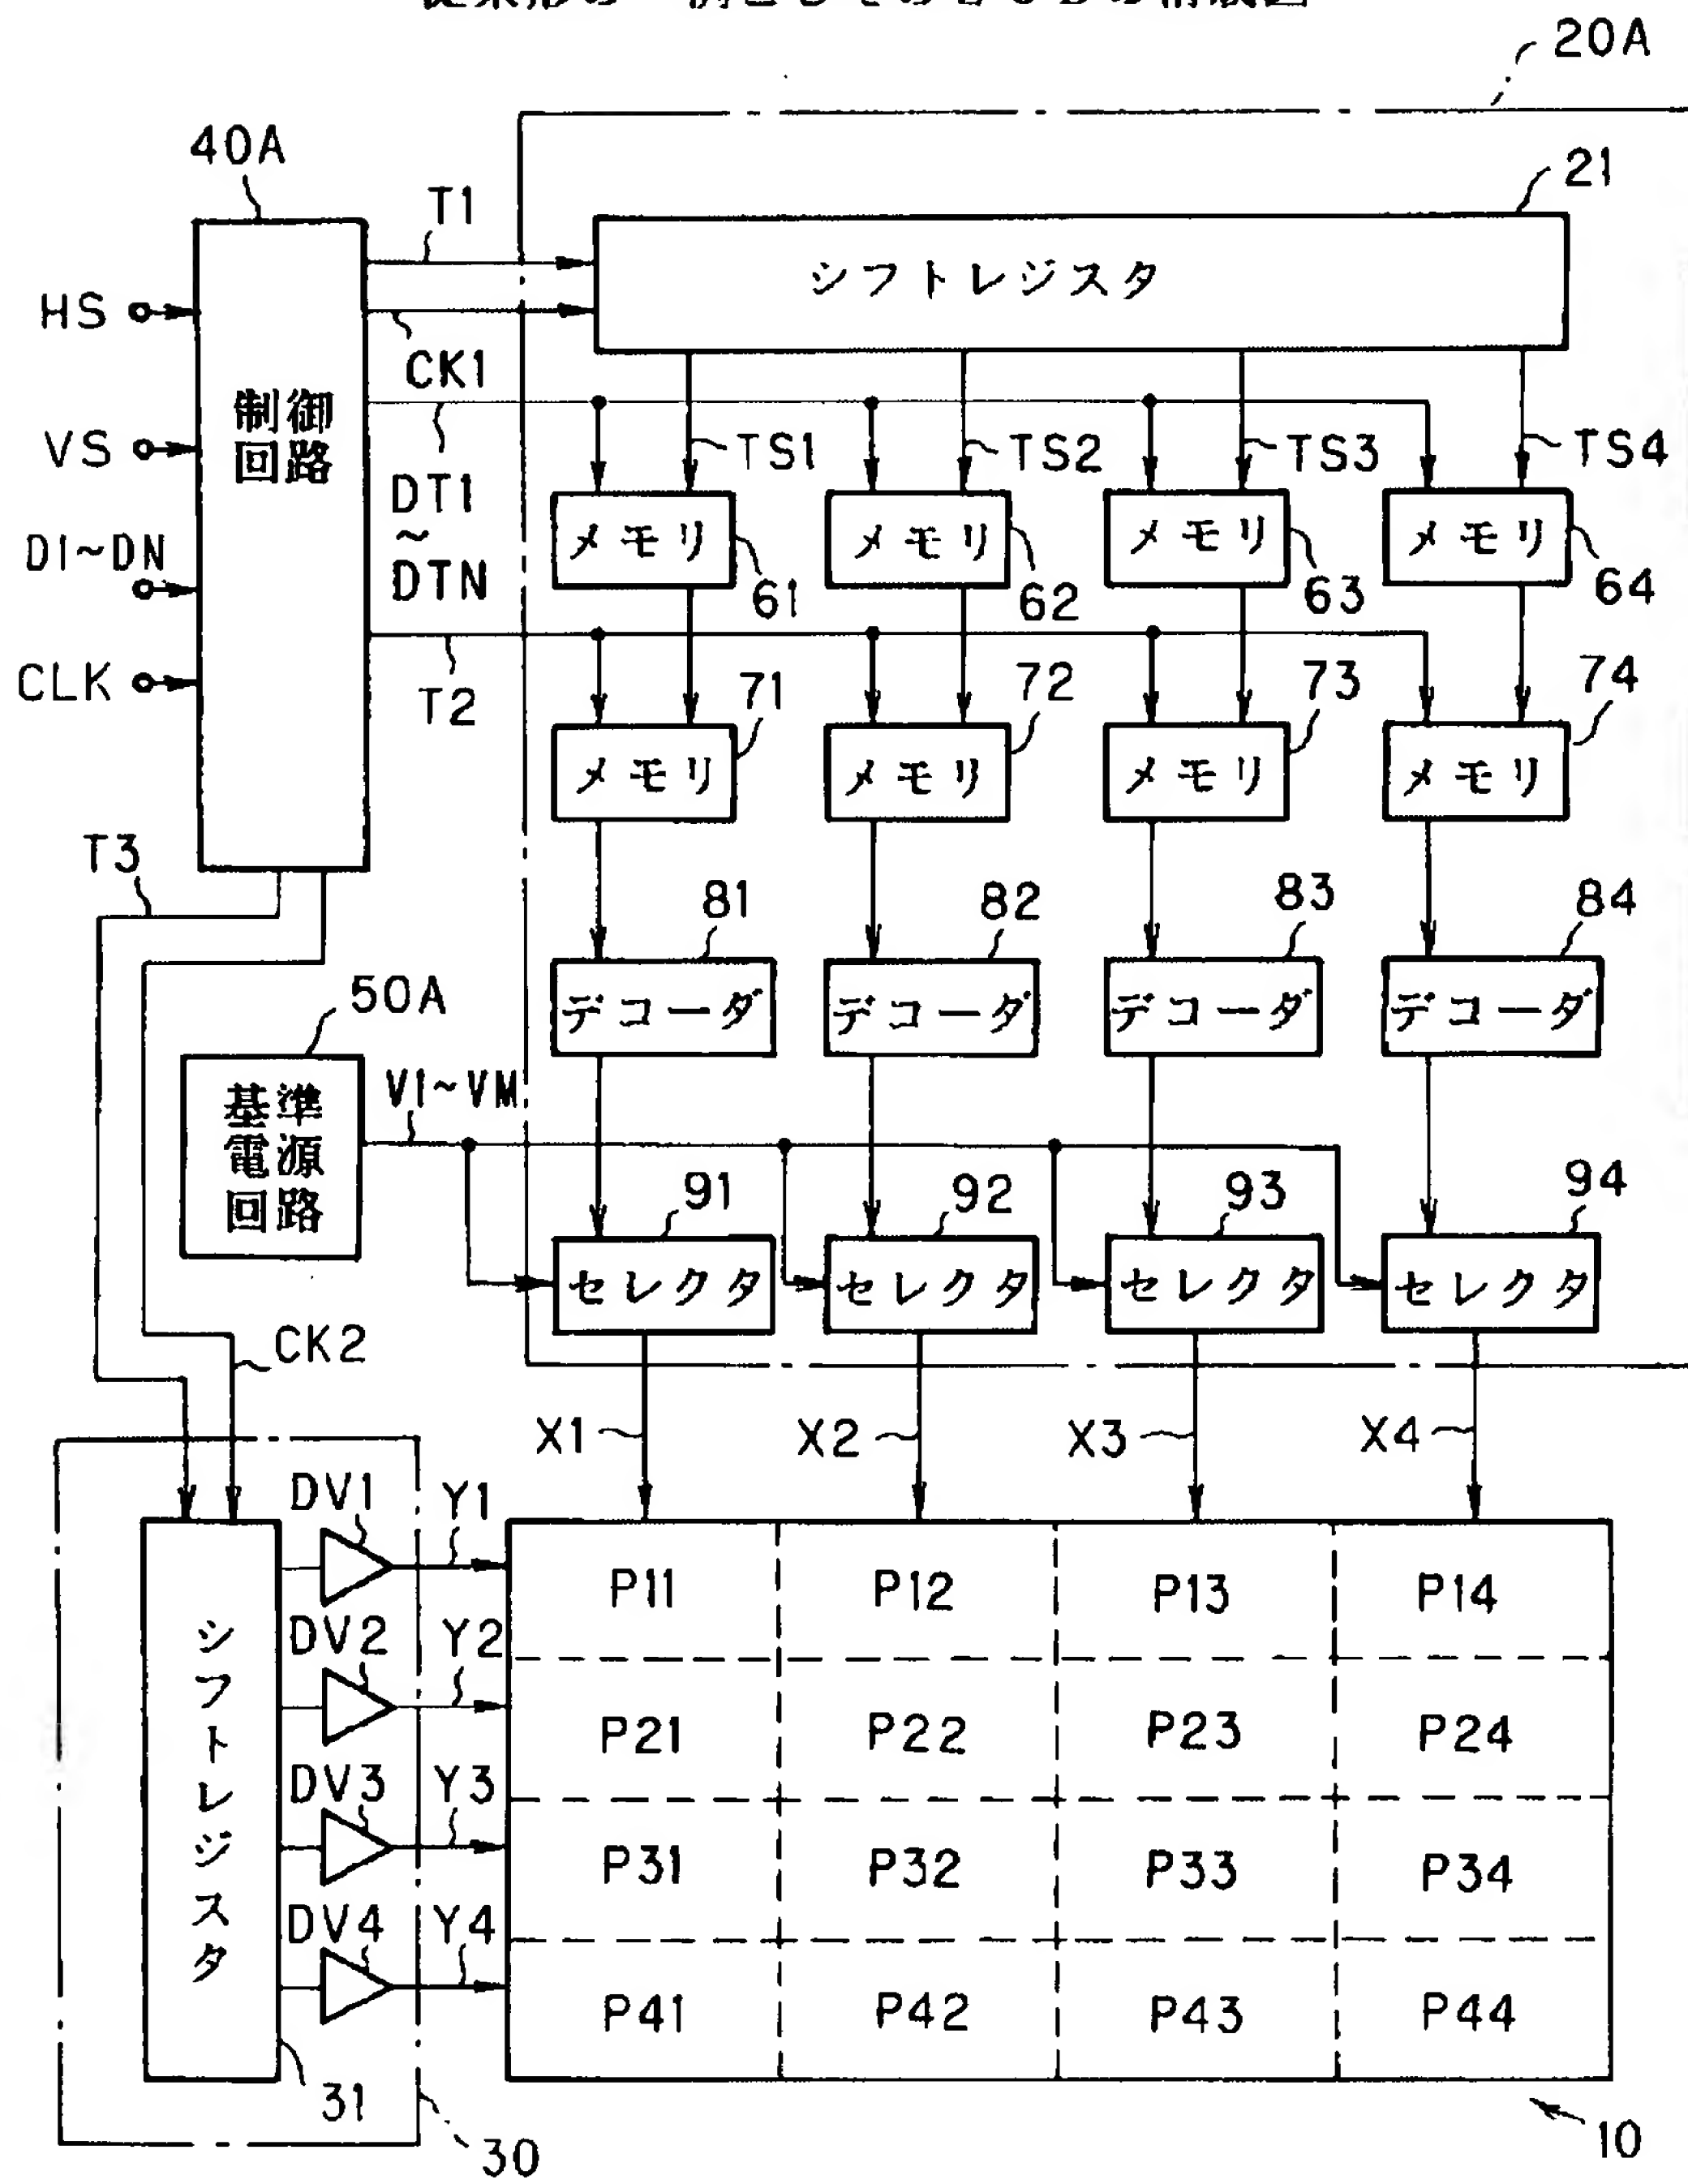 20A
40A
21
T1
シフトレジスタ
HS
CK1
制御
回路
VS
TS1
TS2
TS3
TS4
DT1
~
DTN
D1~DN
メモリ
メモリ
メモリ
メモリ
61
62
63
64
CLK
T2
71
72
73
74
メモリ
メモリ
メモリ
メモリ
T3
81
82
83
84
50A
デコーダ
デコーダ
デコーダ
デコーダ
V1~VM
基準
電源
回路
91
92
93
94
セレクタ
セレクタ
セレクタ
セレクタ
CK2
X1
X2
X3
X4
DV1
Y1
P11
P12
P13
P14
シフトレジスタ
DV2
Y2
P21
P22
P23
P24
DV3
Y3
P31
P32
P33
P34
DV4
Y4
P41
P42
P43
P44
31
30
10